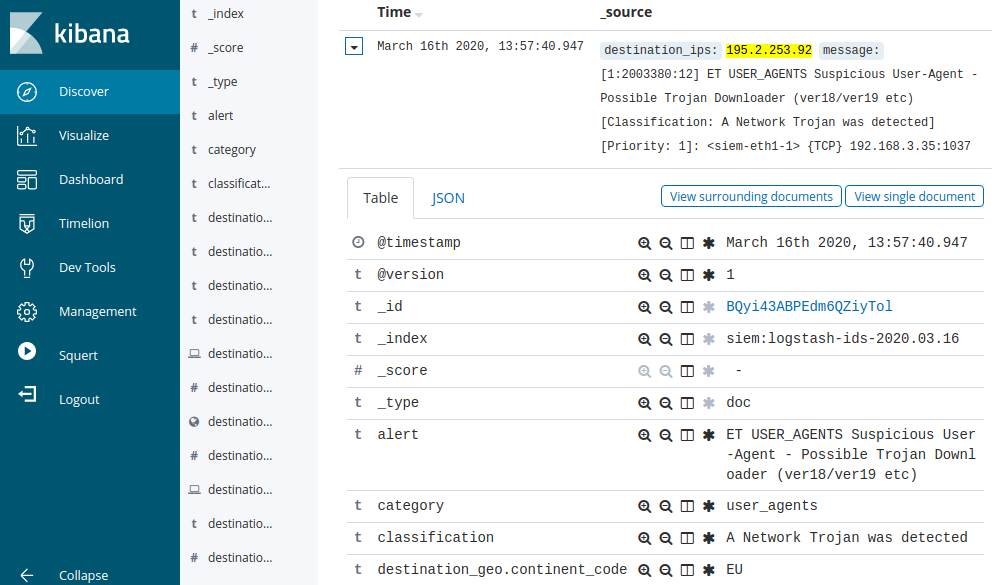 kibana
Discover
Visualize
Dashboard
Timelion
Dev Tools
Management
Squert
Logout
Collapse
t _index
# _score
t _type
t alert
t category
t classificat...
t destinatio...
t destinatio...
t destinatio...
t destinatio...
destinatio...
# destinatio...
destinatio...
# destinatio...
destinatio...
t destinatio...
# destinatio...
Time _source
March 16th 2020, 13:57:40.947 destination_ips: 195.2.253.92 message:
[1:2003380:12] ET USER_AGENTS Suspicious User-Agent -
Possible Trojan Downloader (ver18/ver19 etc)
[Classification: A Network Trojan was detected]
[Priority: 1]: <siem-eth1-1> {TCP} 192.168.3.35:1037
Table JSON View surrounding documents View single document
@timestamp March 16th 2020, 13:57:40.947
t @version 1
t _id BQyi43ABPEdm6QZiyTol
t _index siem:logstash-ids-2020.03.16
# _score -
t _type doc
t alert ET USER_AGENTS Suspicious User
-Agent - Possible Trojan Downl
oader (ver18/ver19 etc)
t category user_agents
t classification A Network Trojan was detected
t destination_geo.continent_code EU